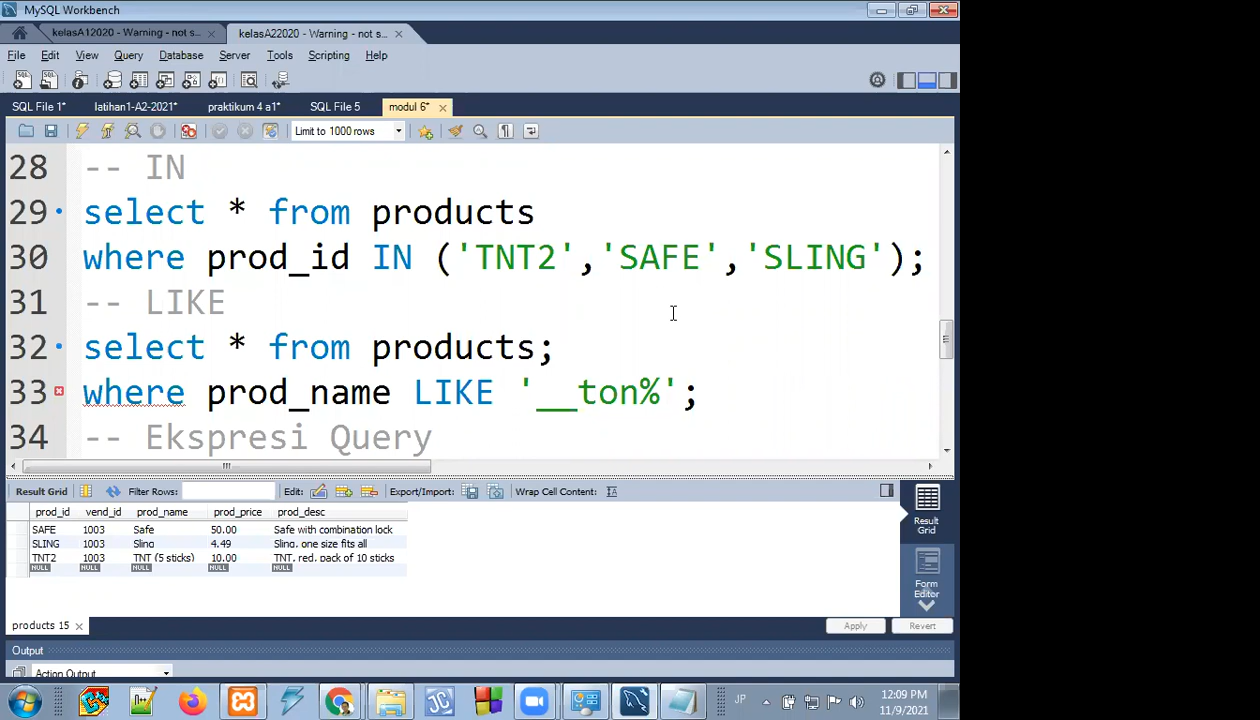 MySQL Workbench
kelasA12020 - Warning - not s... kelasA22020 - Warning - not s...
File Edit View Query Database Server Tools Scripting Help
SQL File 1* latihan1-A2-2021* praktikum 4 a1* SQL File 5 modul 6*
Limit to 1000 rows
28 -- IN
29 select * from products
30 where prod_id IN ('TNT2','SAFE','SLING');
31 -- LIKE
32 select * from products;
33 where prod_name LIKE '__ton%';
34 -- Ekspresi Query
Result Grid Filter Rows: Edit: Export/Import: Wrap Cell Content:
prod_id vend_id prod_name prod_price prod_desc
SAFE 1003 Safe 50.00 Safe with combination lock
SLING 1003 Sling 4.49 Sling, one size fits all
TNT2 1003 TNT (5 sticks) 10.00 TNT, red, pack of 10 sticks
NULL NULL NULL NULL NULL
Result
Grid
Form
Editor
products 15 Apply Revert
Output
Action Output
JC JP 12:09 PM
11/9/2021